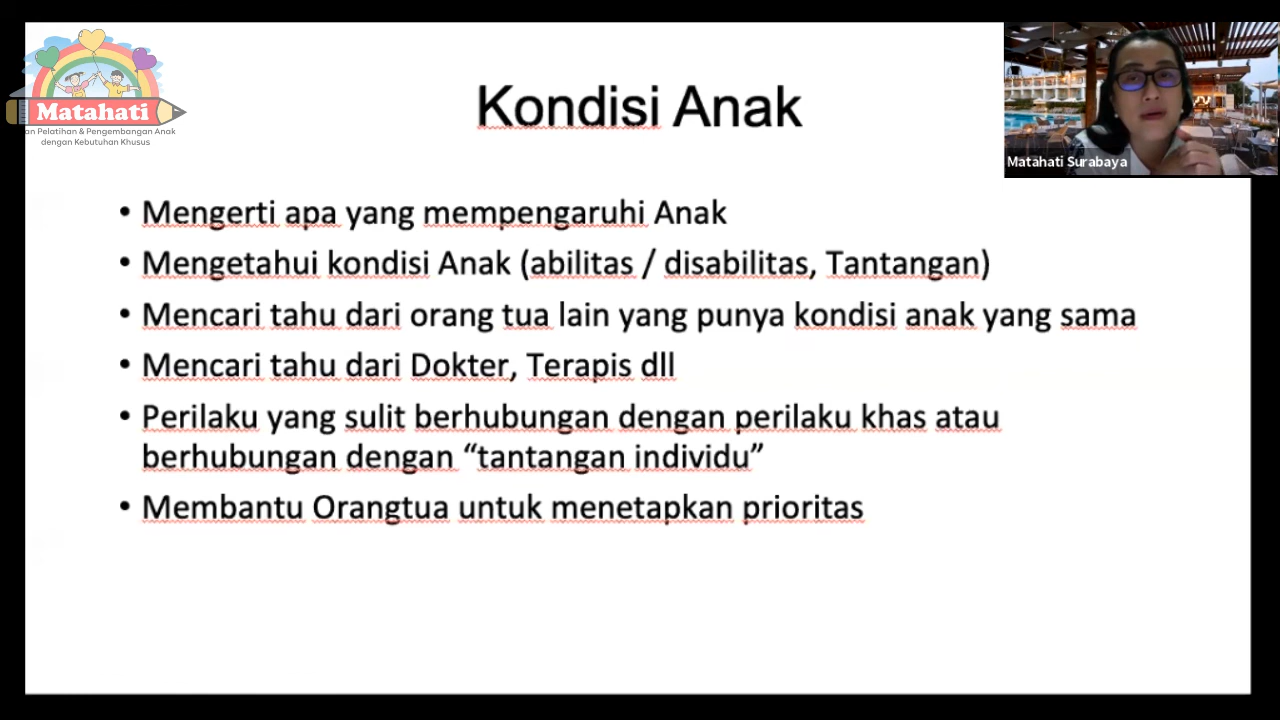 Matahati
an Pelatihan & Pengembangan Anak
dengan Kebutuhan Khusus
Kondisi Anak
Matahati Surabaya
• Mengerti apa yang mempengaruhi Anak
• Mengetahui kondisi Anak (abilitas / disabilitas, Tantangan)
• Mencari tahu dari orang tua lain yang punya kondisi anak yang sama
• Mencari tahu dari Dokter, Terapis dll
• Perilaku yang sulit berhubungan dengan perilaku khas atau
berhubungan dengan “tantangan individu”
• Membantu Orangtua untuk menetapkan prioritas